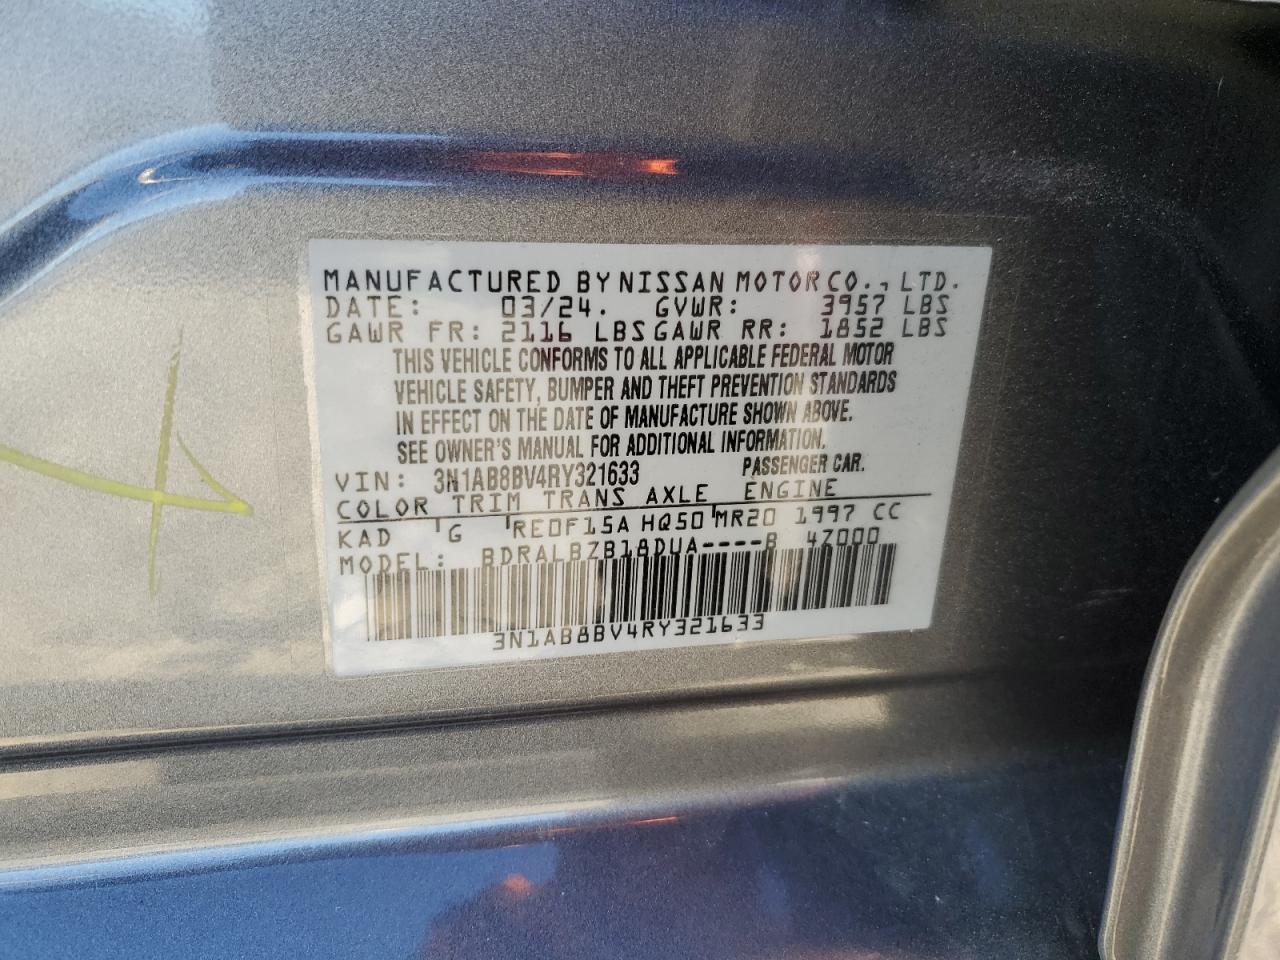 MANUFACTURED BY NISSAN MOTOR CO., LTD.
DATE: 03/24. GVWR: 3957 LBS
GAWR FR: 2116 LBS GAWR RR: 1852 LBS
THIS VEHICLE CONFORMS TO ALL APPLICABLE FEDERAL MOTOR
VEHICLE SAFETY, BUMPER AND THEFT PREVENTION STANDARDS
IN EFFECT ON THE DATE OF MANUFACTURE SHOWN ABOVE.
SEE OWNER'S MANUAL FOR ADDITIONAL INFORMATION.
VIN: 3N1AB8BV4RY321633 PASSENGER CAR.
COLOR TRIM TRANS AXLE ENGINE
KAD G RE0F15A HQ50 MR20 1997 CC
MODEL: BDRALBZB18DUA----B 47000
3N1AB8BV4RY321633